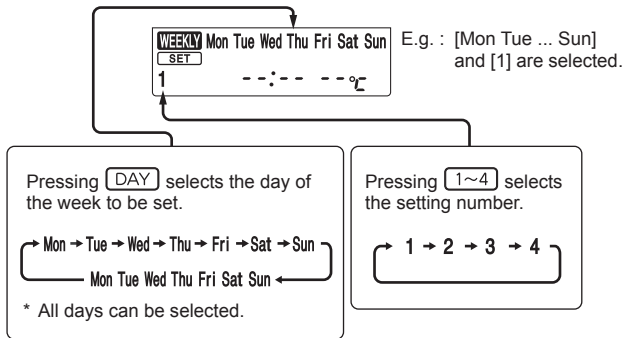 WEEKLY Mon Tue Wed Thu Fri Sat Sun
SET
1 --:-- --°C
E.g. : [Mon Tue ... Sun]
and [1] are selected.
Pressing DAY selects the day of
the week to be set.
Mon → Tue → Wed → Thu → Fri → Sat → Sun
Mon Tue Wed Thu Fri Sat Sun ←
* All days can be selected.
Pressing 1~4 selects
the setting number.
1 → 2 → 3 → 4